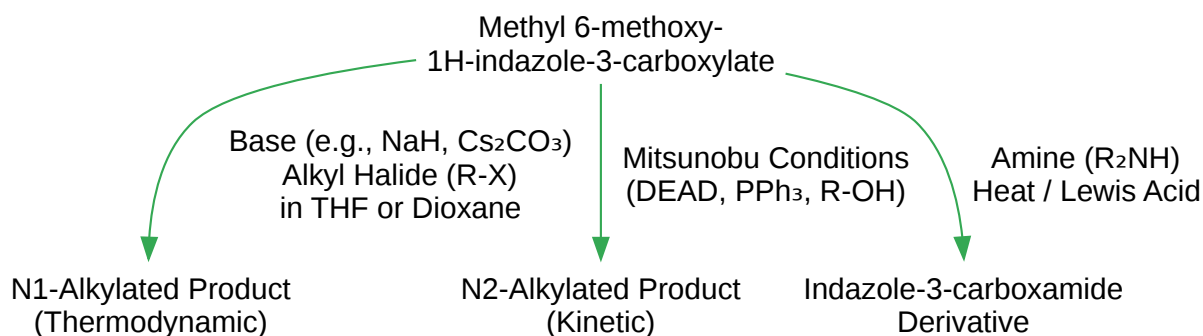 Methyl 6-methoxy-
1H-indazole-3-carboxylate
Base (e.g., NaH, Cs₂CO₃)
Alkyl Halide (R-X)
in THF or Dioxane
Mitsunobu Conditions
(DEAD, PPh₃, R-OH)
Amine (R₂NH)
Heat / Lewis Acid
N1-Alkylated Product
(Thermodynamic)
N2-Alkylated Product
(Kinetic)
Indazole-3-carboxamide
Derivative